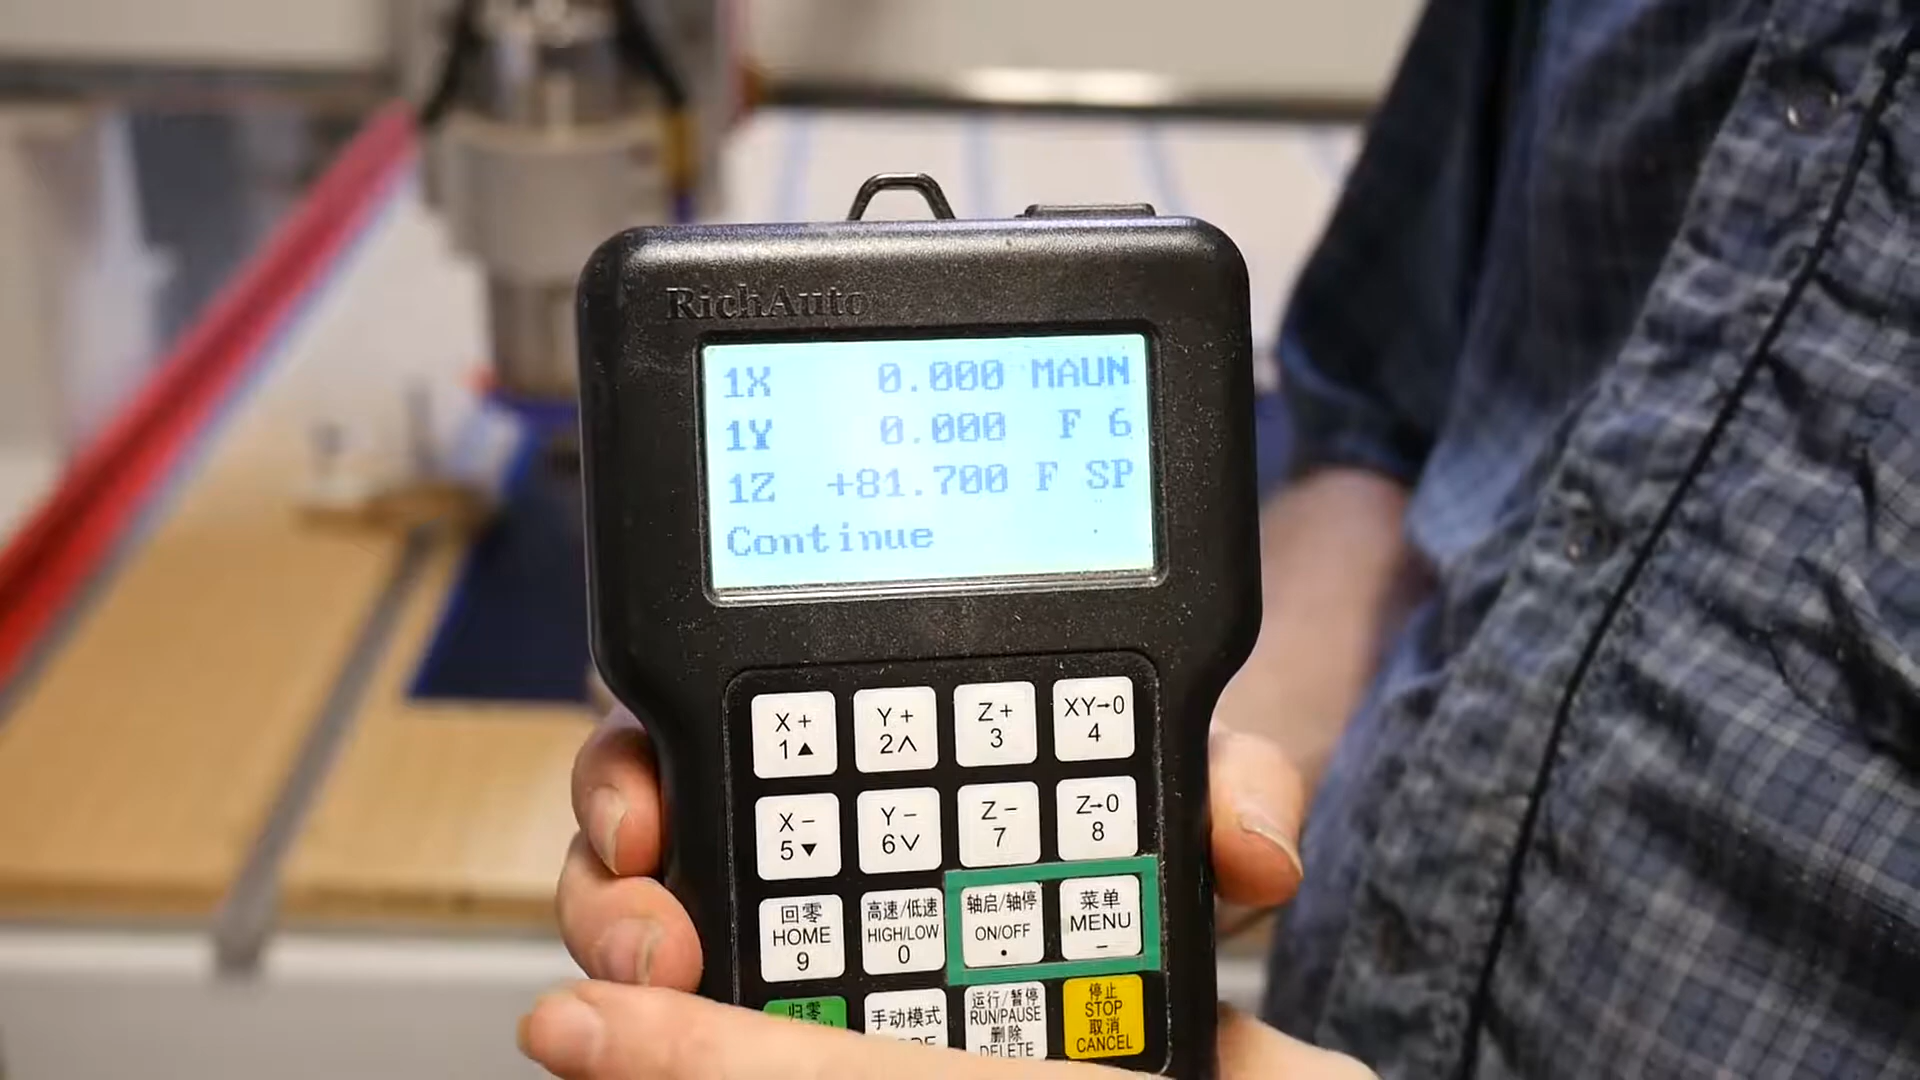 RichAuto
1X 0.000 MAUN
1Y 0.000 F 6
1Z +81.700 F SP
Continue
X+ Y+ Z+ XY→0
1▲ 2∧ 3 4
X- Y- Z- Z→0
5▼ 6∨ 7 8
回零 高速/低速 轴启/轴停 菜单
HOME HIGH/LOW ON/OFF MENU
9 0 • -
归零 手动模式 运行/暂停 停止
RUN/PAUSE STOP
删除 取消
DELETE CANCEL